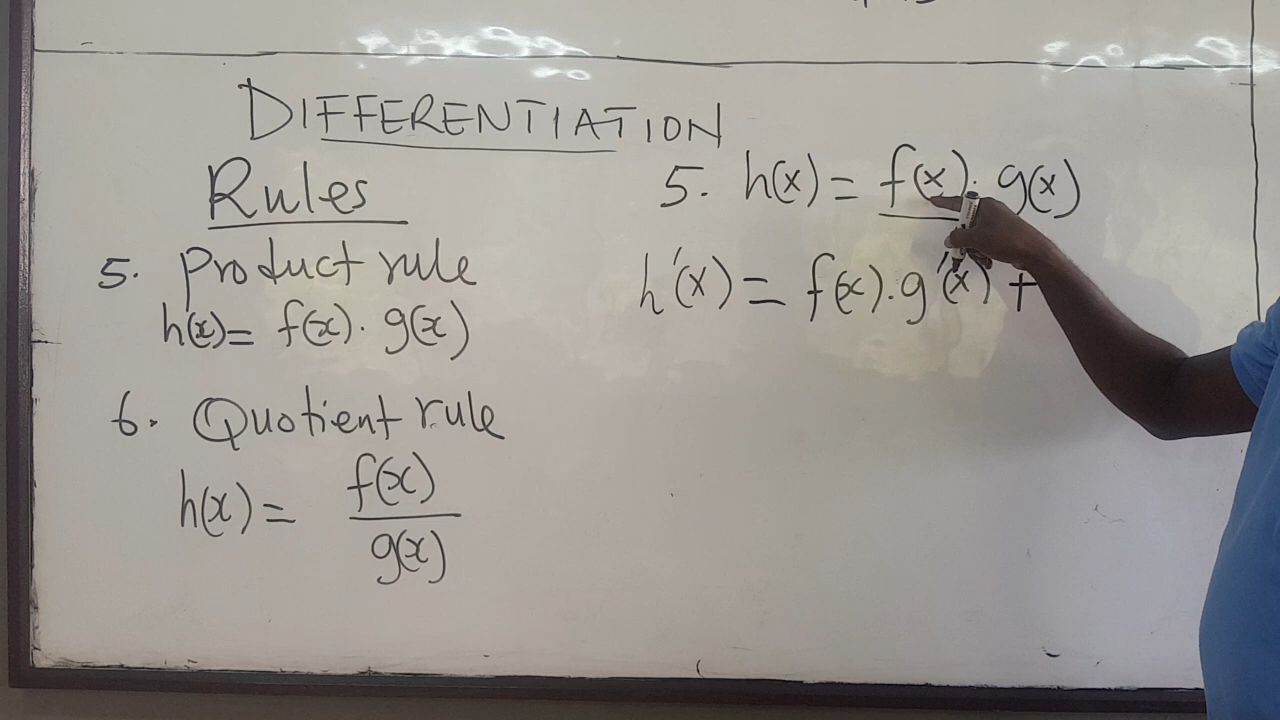 DIFFERENTIATION
Rules
5. Product rule
h(x) = f(x) · g(x)
6. Quotient rule
h(x) = f(x)
g(x)
5. h(x) = f(x) · g(x)
h'(x) = f(x) · g'(x) +